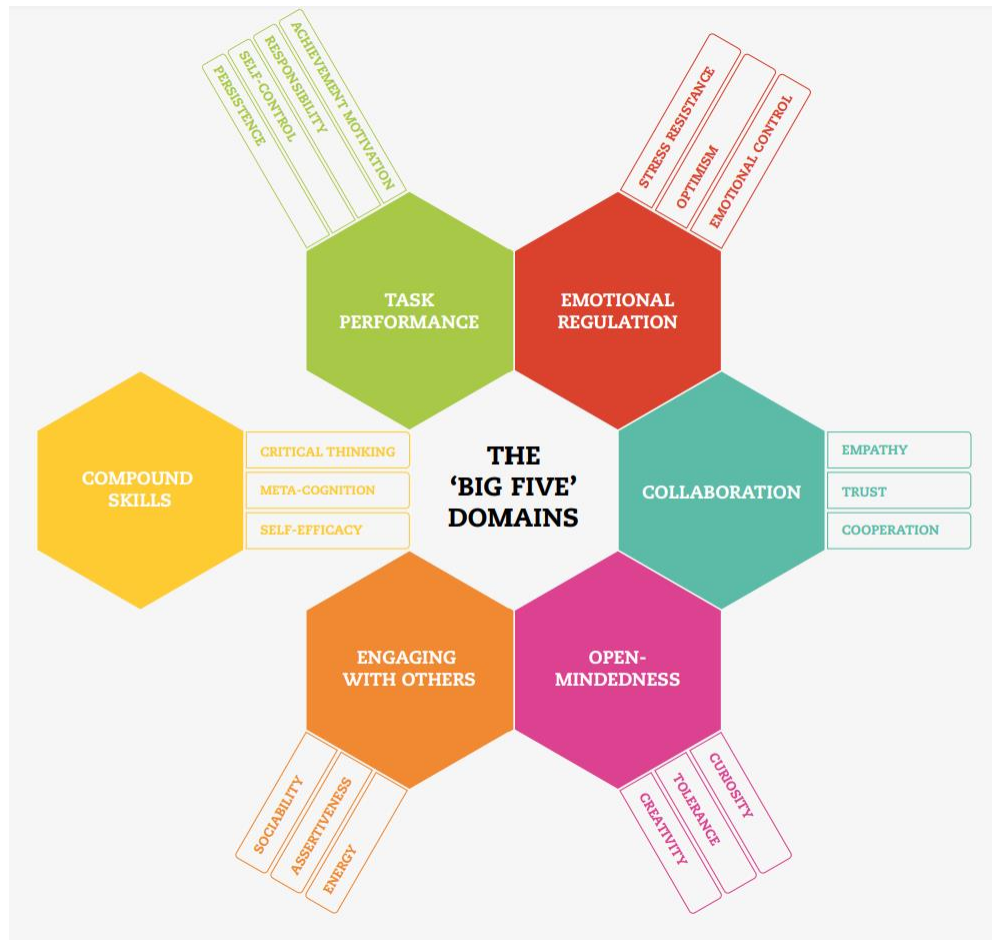 ACHIEVEMENT MOTIVATION
RESPONSIBILITY
SELF-CONTROL
PERSISTENCE
STRESS RESISTANCE
OPTIMISM
EMOTIONAL CONTROL
TASK
PERFORMANCE
EMOTIONAL
REGULATION
COMPOUND
SKILLS
CRITICAL THINKING
META-COGNITION
SELF-EFFICACY
THE
‘BIG FIVE’
DOMAINS
COLLABORATION
EMPATHY
TRUST
COOPERATION
ENGAGING
WITH OTHERS
OPEN-
MINDEDNESS
SOCIABILITY
ASSERTIVENESS
ENERGY
CREATIVITY
TOLERANCE
CURIOSITY